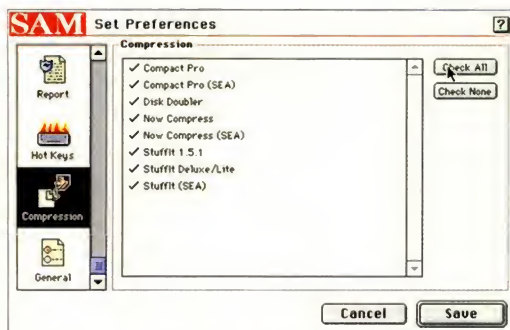 SAM Set Preferences ?
Report
Hot Keys
Compression
General
Compression
✓ Compact Pro
✓ Compact Pro (SEA)
✓ Disk Doubler
✓ Now Compress
✓ Now Compress (SEA)
✓ StuffIt 1.5.1
✓ StuffIt Deluxe/Lite
✓ StuffIt (SEA)
Check All
Check None
Cancel
Save